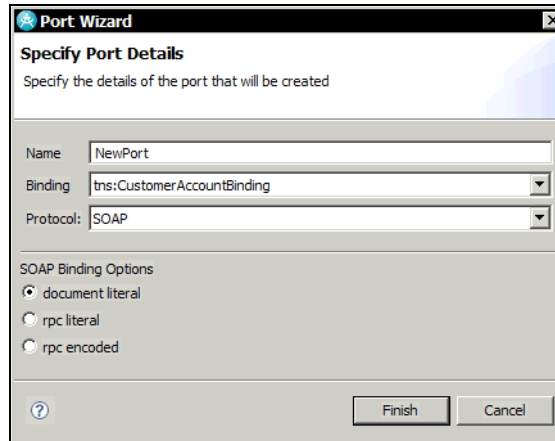 Port Wizard
Specify Port Details
Specify the details of the port that will be created
Name NewPort
Binding tns:CustomerAccountBinding
Protocol: SOAP
SOAP Binding Options
document literal
rpc literal
rpc encoded
? Finish Cancel